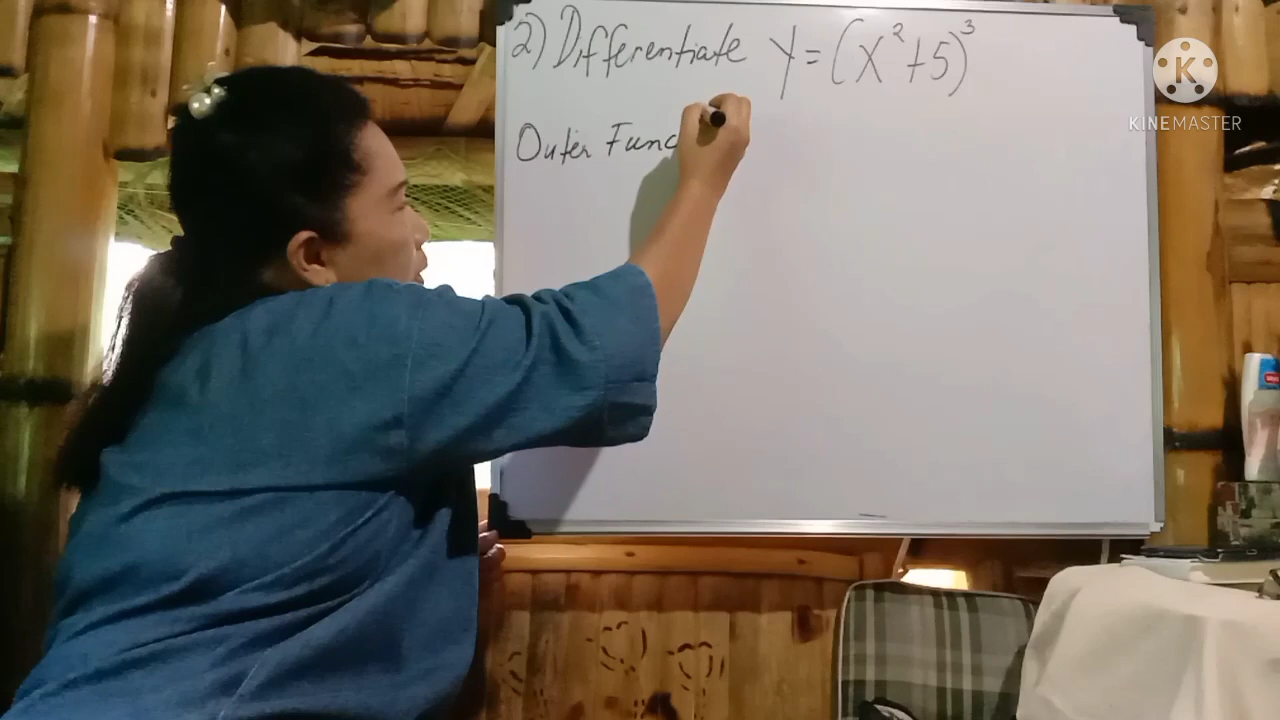 2) Differentiate y = (x²+5)³
Outer Func
K
KINEMASTER